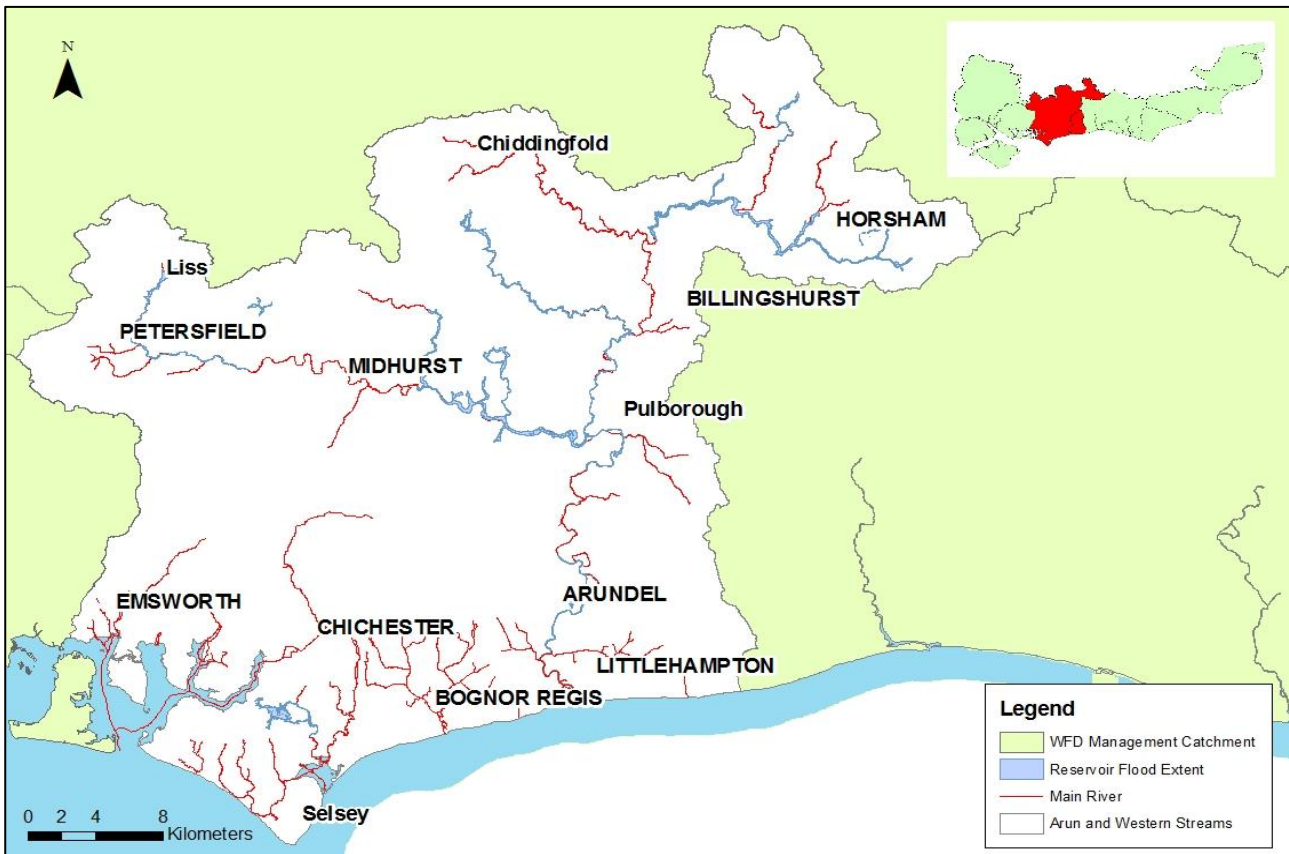 N
Chiddingfold
HORSHAM
Liss
BILLINGSHURST
PETERSFIELD
MIDHURST
Pulborough
EMSWORTH
ARUNDEL
CHICHESTER
LITTLEHAMPTON
BOGNOR REGIS
Selsey
0 2 4 8
Kilometers
Legend
WFD Management Catchment
Reservoir Flood Extent
Main River
Arun and Western Streams